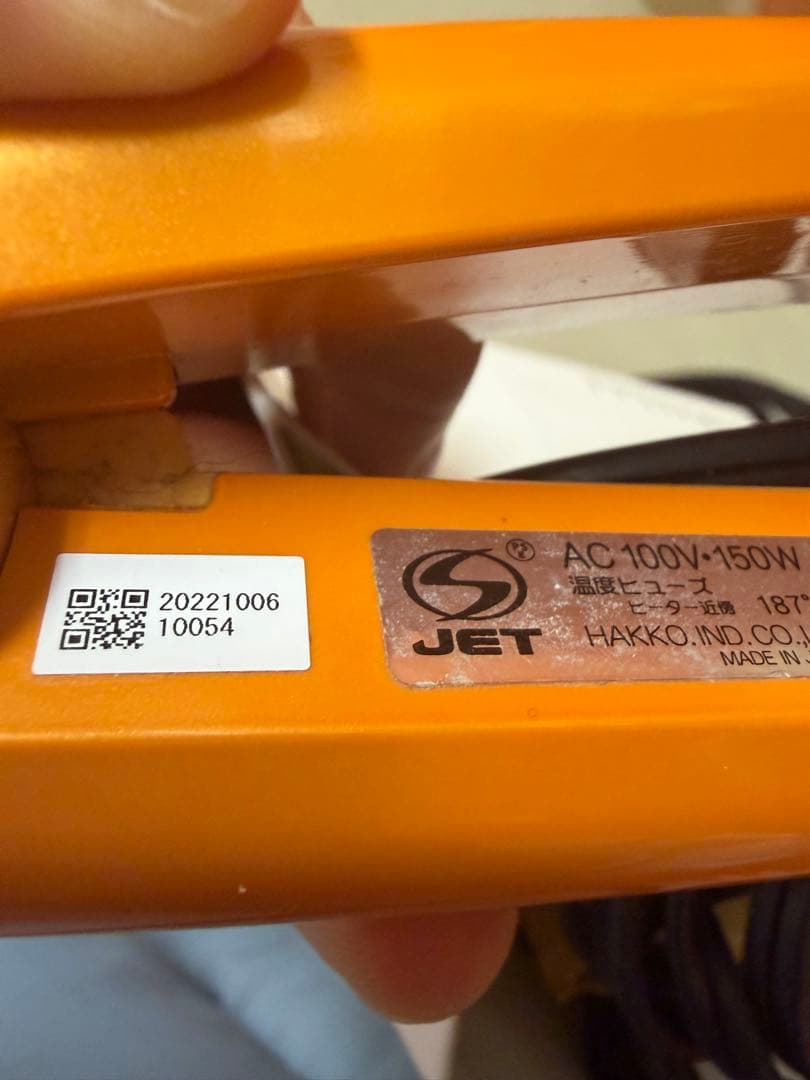 20221006
10054
AC 100V・150W
温度ヒューズ
ヒーター近傍 187°
JET
HAKKO.IND.CO.,
MADE IN J